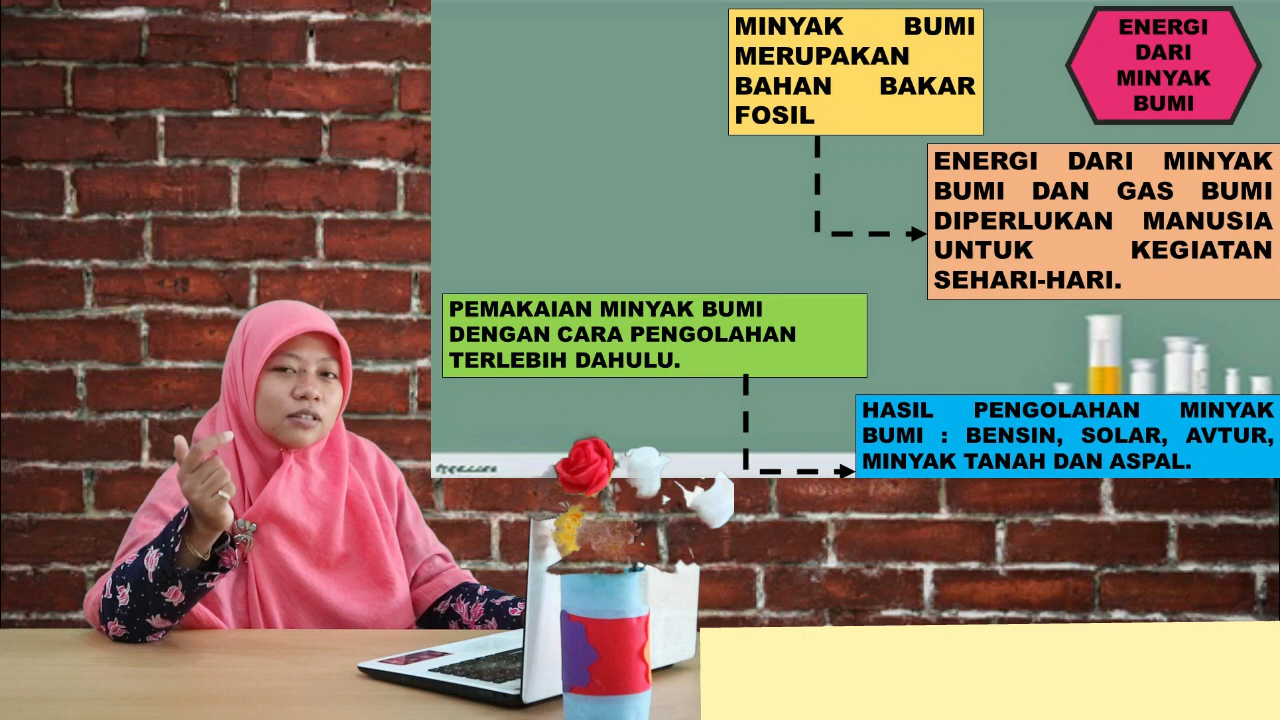 MINYAK BUMI
MERUPAKAN
BAHAN BAKAR
FOSIL
ENERGI
DARI
MINYAK
BUMI
ENERGI DARI MINYAK
BUMI DAN GAS BUMI
DIPERLUKAN MANUSIA
UNTUK KEGIATAN
SEHARI-HARI.
PEMAKAIAN MINYAK BUMI
DENGAN CARA PENGOLAHAN
TERLEBIH DAHULU.
HASIL PENGOLAHAN MINYAK
BUMI : BENSIN, SOLAR, AVTUR,
MINYAK TANAH DAN ASPAL.